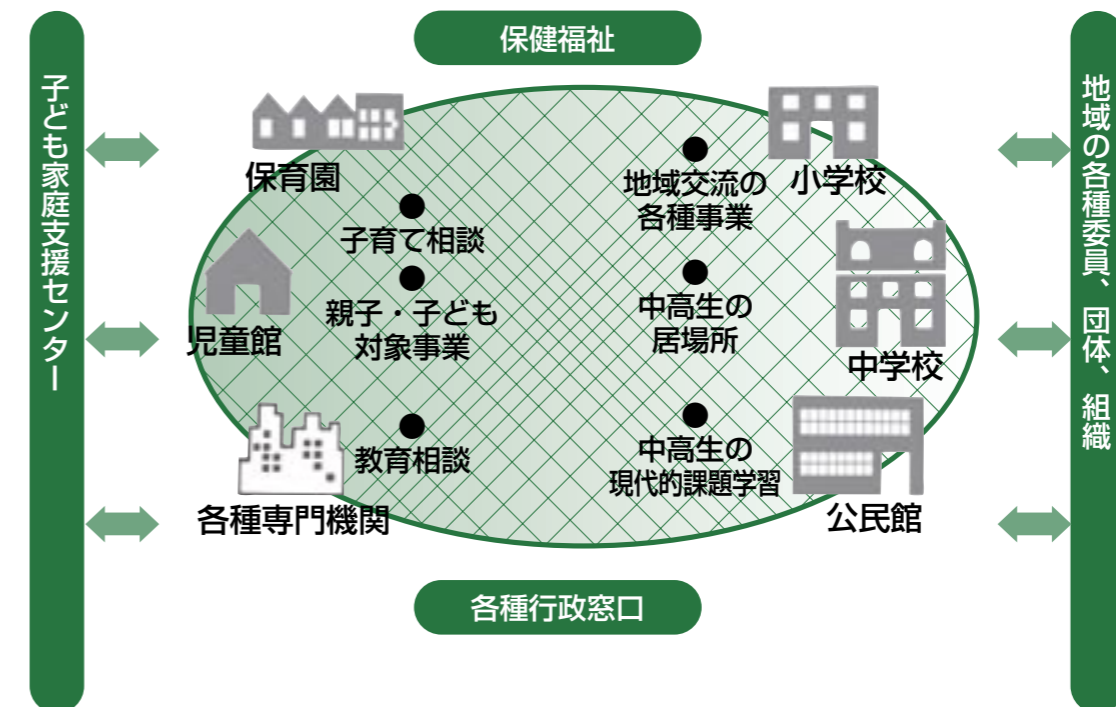 保健福祉
子ども家庭支援センター
地域の各種委員、団体、組織
保育園
小学校
地域交流の
各種事業
子育て相談
児童館
親子・子ども
対象事業
中高生の
居場所
中学校
教育相談
中高生の
現代的課題学習
各種専門機関
公民館
各種行政窓口